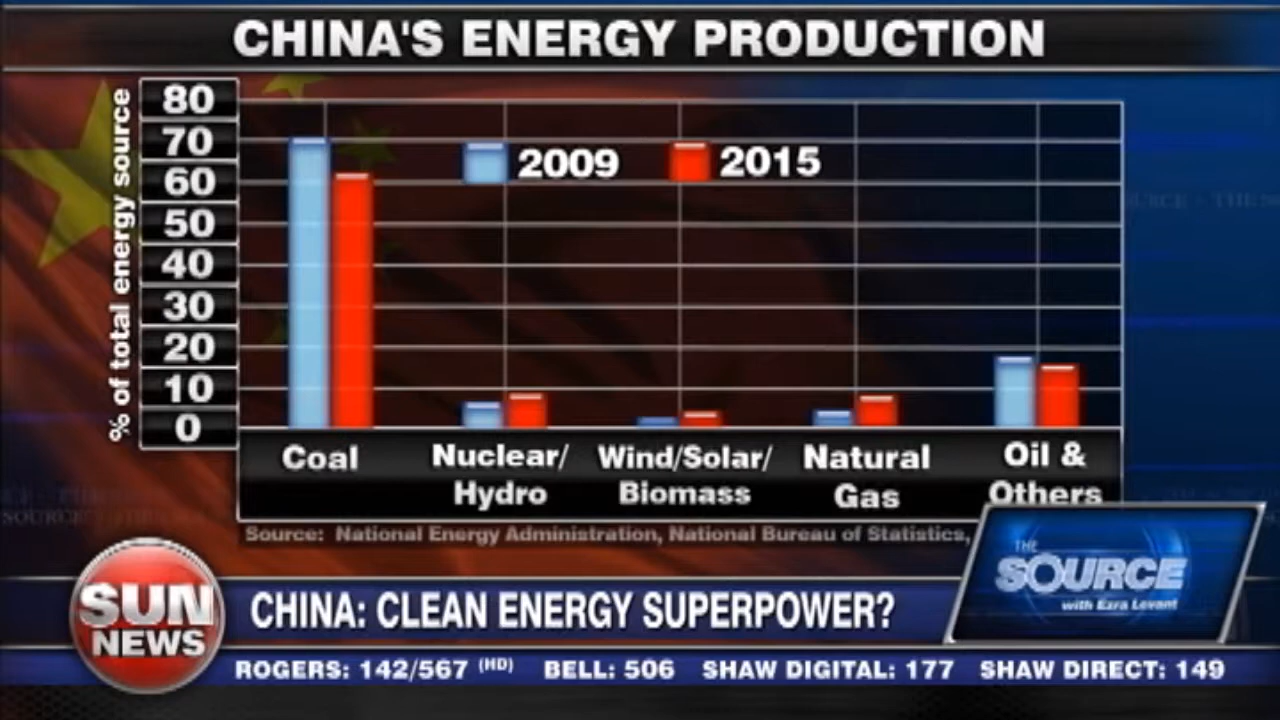 CHINA'S ENERGY PRODUCTION
% of total energy source
80
70
60
50
40
30
20
10
0
2009
2015
Coal
Nuclear/
Hydro
Wind/Solar/
Biomass
Natural
Gas
Oil &
Others
Source: National Energy Administration, National Bureau of Statistics,
THE
SOURCE
with Ezra Levant
SUN
NEWS
CHINA: CLEAN ENERGY SUPERPOWER?
ROGERS: 142/567 (HD) BELL: 506 SHAW DIGITAL: 177 SHAW DIRECT: 149